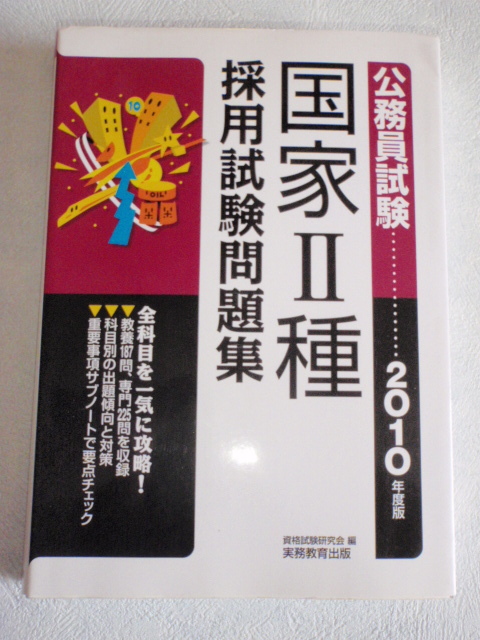 公務員試験………………2010年度版
国家Ⅱ種
採用試験問題集
全科目を一気に攻略！
▼教養187問、専門225問を収録
▼科目別の出題傾向と対策
▼重要事項サブノートで要点チェック
10
OIL
資格試験研究会 編
実務教育出版